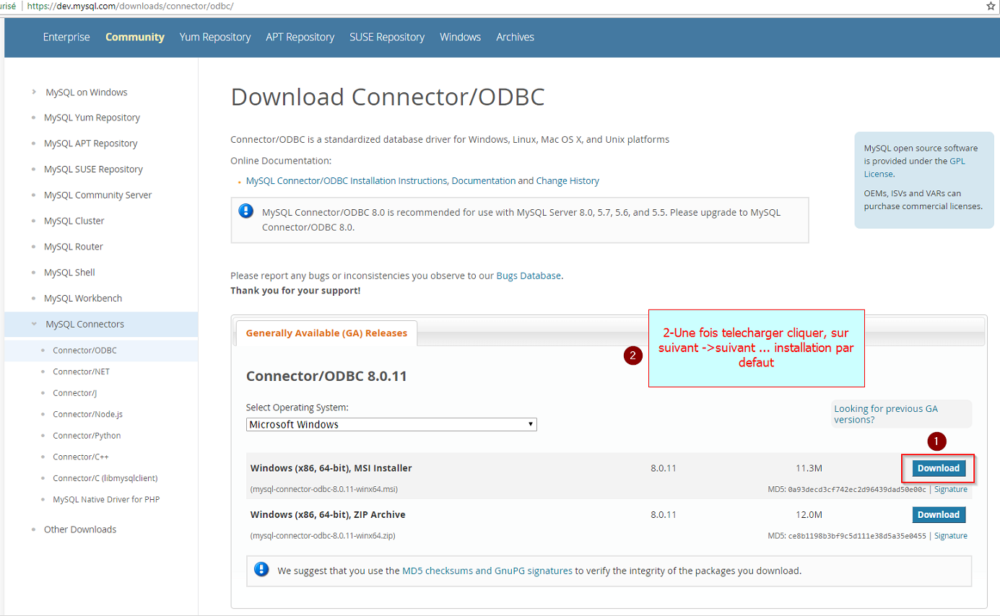 urisé | https://dev.mysql.com/downloads/connector/odbc/
Enterprise Community Yum Repository APT Repository SUSE Repository Windows Archives
MySQL on Windows
MySQL Yum Repository
MySQL APT Repository
MySQL SUSE Repository
MySQL Community Server
MySQL Cluster
MySQL Router
MySQL Shell
MySQL Workbench
MySQL Connectors
Connector/ODBC
Connector/NET
Connector/J
Connector/Node.js
Connector/Python
Connector/C++
Connector/C (libmysqlclient)
MySQL Native Driver for PHP
Other Downloads
Download Connector/ODBC
Connector/ODBC is a standardized database driver for Windows, Linux, Mac OS X, and Unix platforms
Online Documentation:
MySQL Connector/ODBC Installation Instructions, Documentation and Change History
MySQL Connector/ODBC 8.0 is recommended for use with MySQL Server 8.0, 5.7, 5.6, and 5.5. Please upgrade to MySQL
Connector/ODBC 8.0.
MySQL open source software
is provided under the GPL
License.
OEMs, ISVs and VARs can
purchase commercial licenses.
Please report any bugs or inconsistencies you observe to our Bugs Database.
Thank you for your support!
Generally Available (GA) Releases
2
2-Une fois telecharger cliquer, sur
suivant ->suivant ... installation par
defaut
Connector/ODBC 8.0.11
Select Operating System:
Microsoft Windows
Looking for previous GA
versions?
1
Windows (x86, 64-bit), MSI Installer 8.0.11 11.3M Download
(mysql-connector-odbc-8.0.11-winx64.msi) MD5: 0a93decd3cf742ec2d96439dad50e00c | Signature
Windows (x86, 64-bit), ZIP Archive 8.0.11 12.0M Download
(mysql-connector-odbc-8.0.11-winx64.zip) MD5: ce8b1198b3bf9c5d111e38d5a35e0455 | Signature
We suggest that you use the MD5 checksums and GnuPG signatures to verify the integrity of the packages you download.